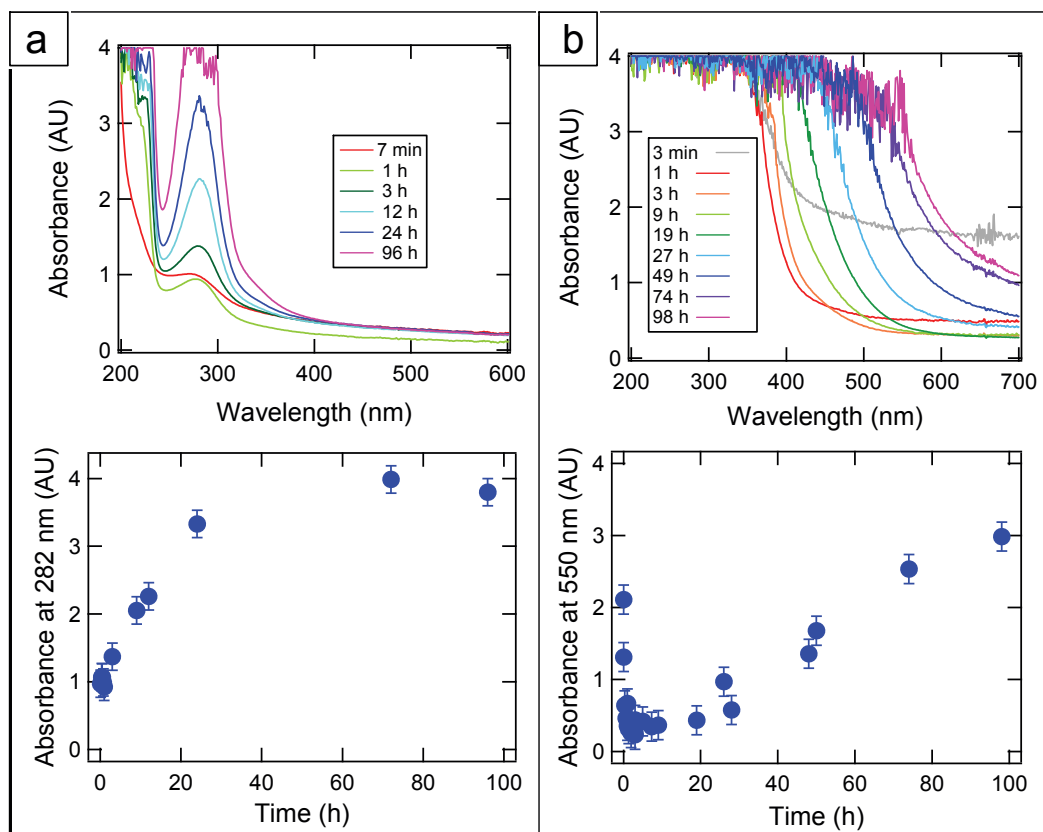 a
Absorbance (AU)
4
3
2
1
0
7 min
1 h
3 h
12 h
24 h
96 h
200 300 400 500 600
Wavelength (nm)
b
Absorbance (AU)
4
3
2
1
0
3 min
1 h
3 h
9 h
19 h
27 h
49 h
74 h
98 h
200 300 400 500 600 700
Wavelength (nm)
Absorbance at 282 nm (AU)
4
3
2
1
0
0 20 40 60 80 100
Time (h)
Absorbance at 550 nm (AU)
4
3
2
1
0
0 20 40 60 80 100
Time (h)